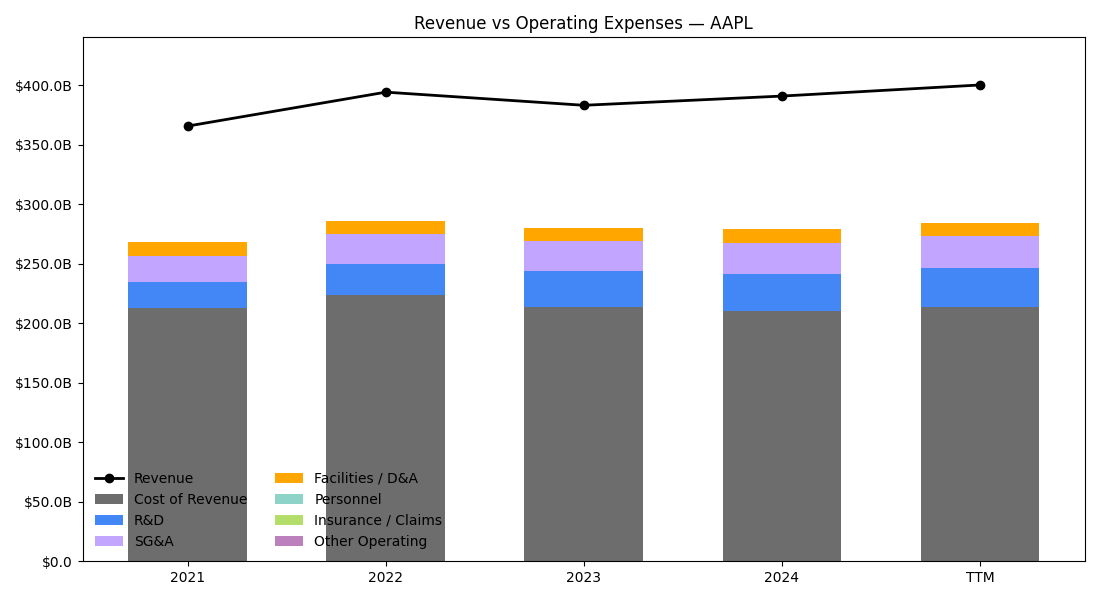 Revenue vs Operating Expenses — AAPL
$400.0B
$350.0B
$300.0B
$250.0B
$200.0B
$150.0B
$100.0B
$50.0B
$0.0
Revenue
Cost of Revenue
R&D
SG&A
Facilities / D&A
Personnel
Insurance / Claims
Other Operating
2021
2022
2023
2024
TTM